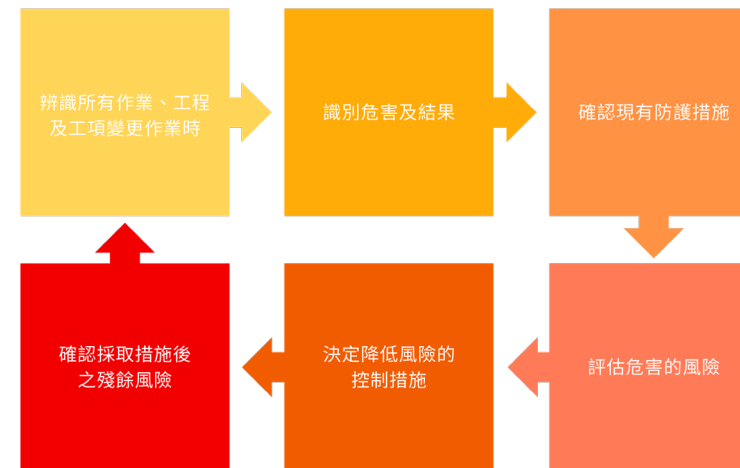 辨識所有作業、工程
及工項變更作業時
識別危害及結果
確認現有防護措施
評估危害的風險
決定降低風險的
控制措施
確認採取措施後
之殘餘風險